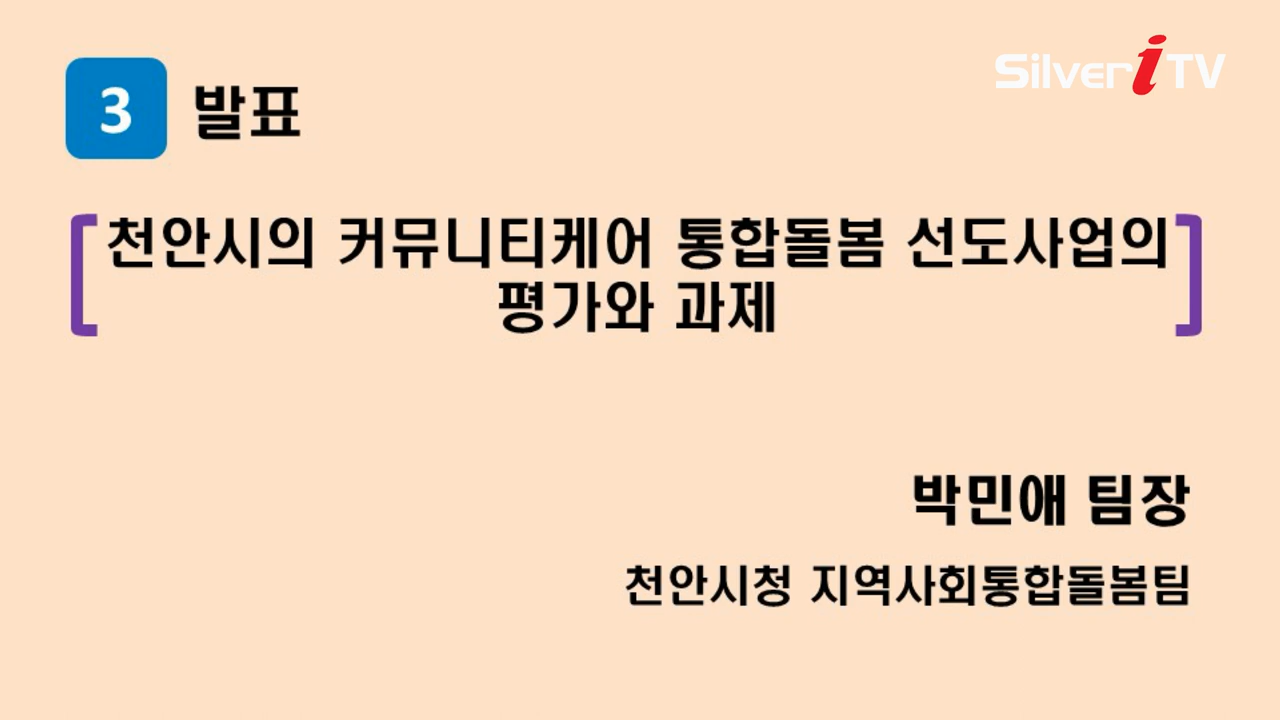 Silver i TV
3 발표
천안시의 커뮤니티케어 통합돌봄 선도사업의
평가와 과제
박민애 팀장
천안시청 지역사회통합돌봄팀